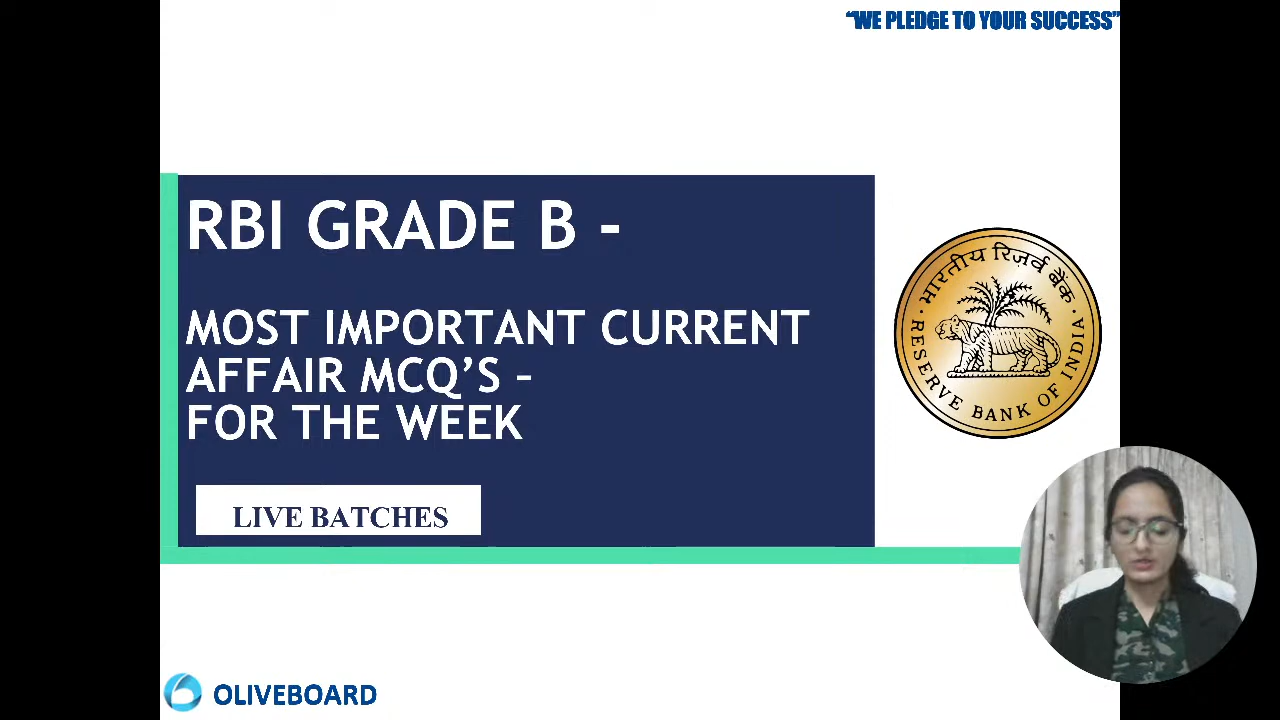 “WE PLEDGE TO YOUR SUCCESS”
RBI GRADE B -
MOST IMPORTANT CURRENT
AFFAIR MCQ’S –
FOR THE WEEK
LIVE BATCHES
भारतीय रिज़र्व बैंक
RESERVE BANK OF INDIA
OLIVEBOARD